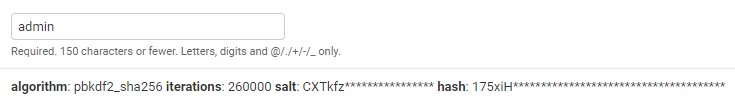 admin
Required. 150 characters or fewer. Letters, digits and @/./+/-/_ only.
algorithm: pbkdf2_sha256 iterations: 260000 salt: CXTkfz**************** hash: 175xiH**************************************